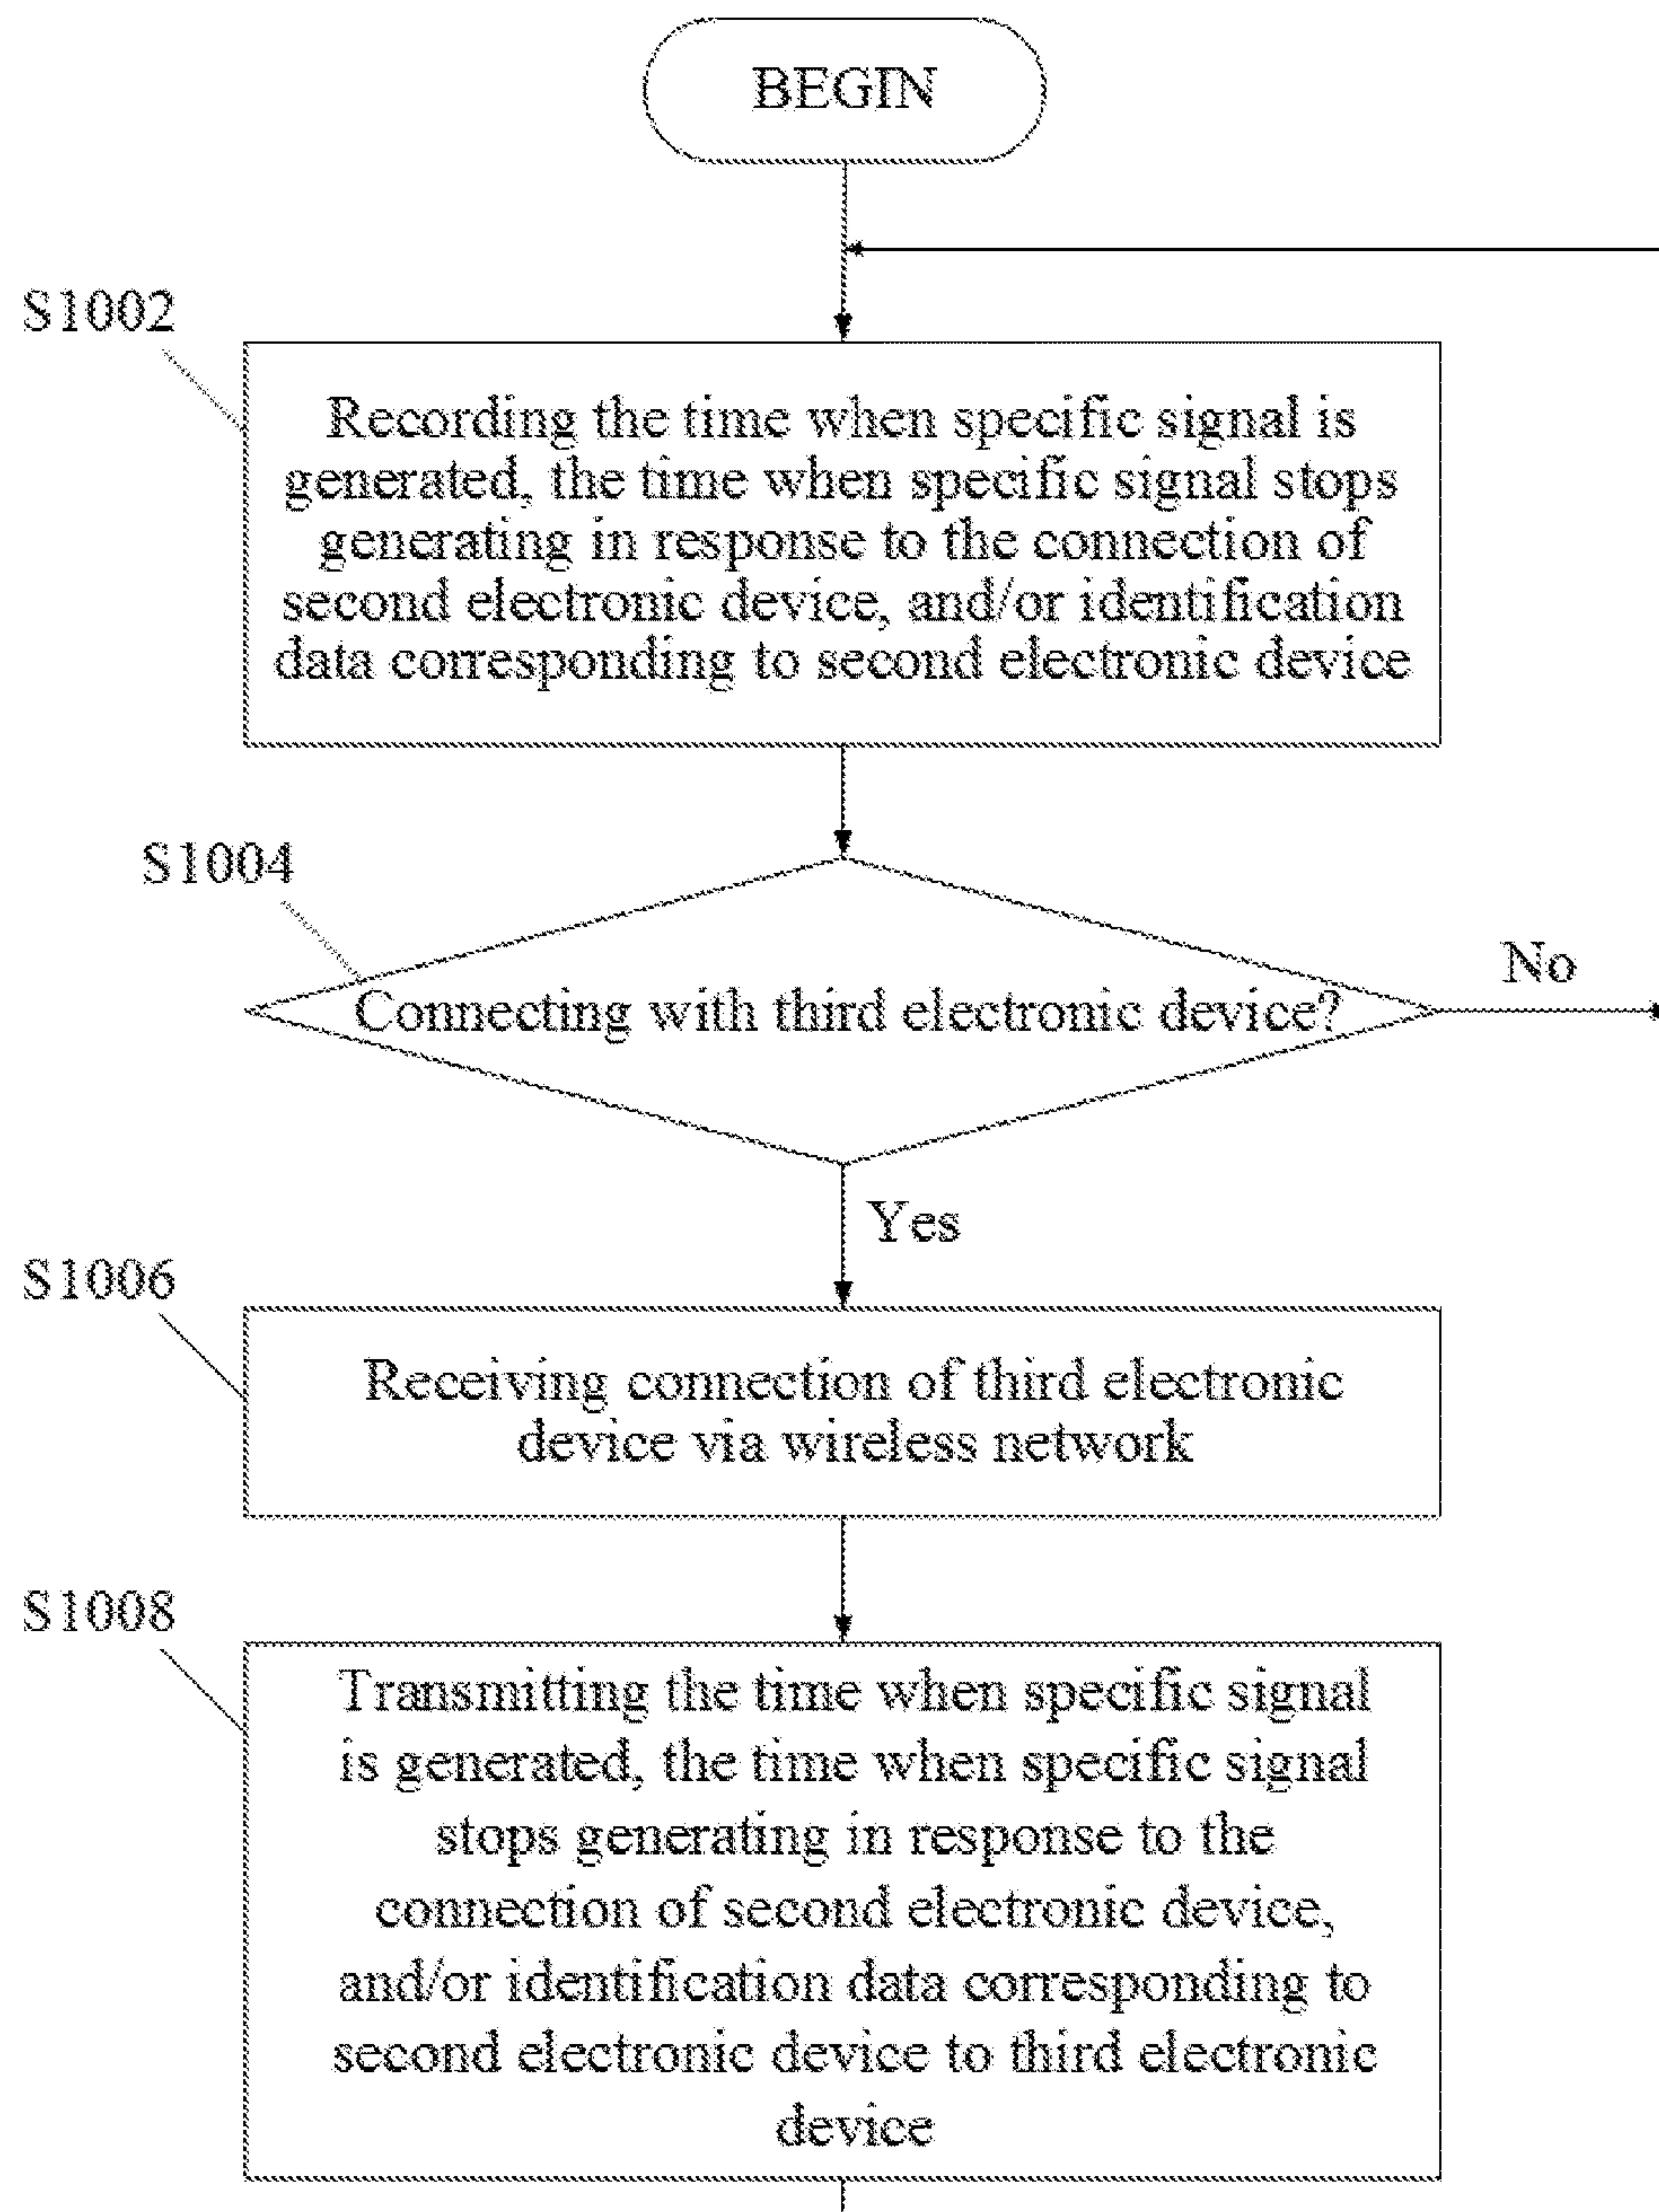 BEGIN
S1002
Recording the time when specific signal is
generated, the time when specific signal stops
generating in response to the connection of
second electronic device, and/or identification
data corresponding to second electronic device
S1004
Connecting with third electronic device?
No
Yes
S1006
Receiving connection of third electronic
device via wireless network
S1008
Transmitting the time when specific signal
is generated, the time when specific signal
stops generating in response to the
connection of second electronic device,
and/or identification data corresponding to
second electronic device to third electronic
device